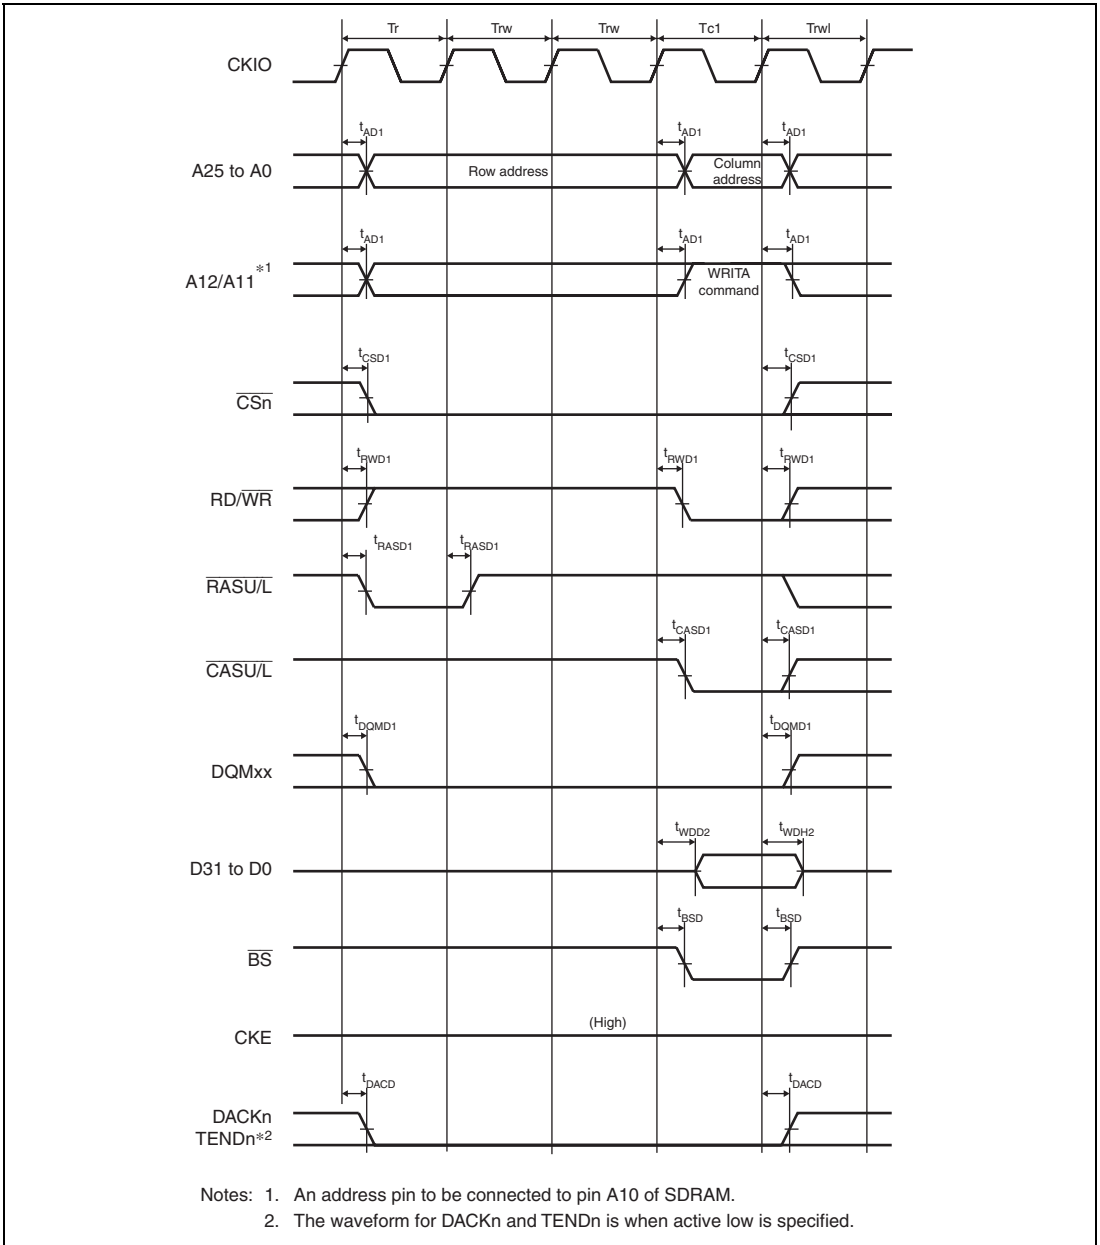 Tr Trw Trw Tc1 Trwl
CKIO
tAD1 tAD1 tAD1
A25 to A0 Row address Column address
tAD1 tAD1 tAD1
A12/A11*1 WRITA command
tCSD1 tCSD1
CSn
tRWD1 tRWD1 tRWD1
RD/WR
tRASD1 tRASD1
RASU/L
tCASD1 tCASD1
CASU/L
tDQMD1 tDQMD1
DQMxx
tWDD2 tWDH2
D31 to D0
tBSD tBSD
BS
(High)
CKE
tDACD tDACD
DACKn
TENDn*2
Notes: 1. An address pin to be connected to pin A10 of SDRAM.
2. The waveform for DACKn and TENDn is when active low is specified.